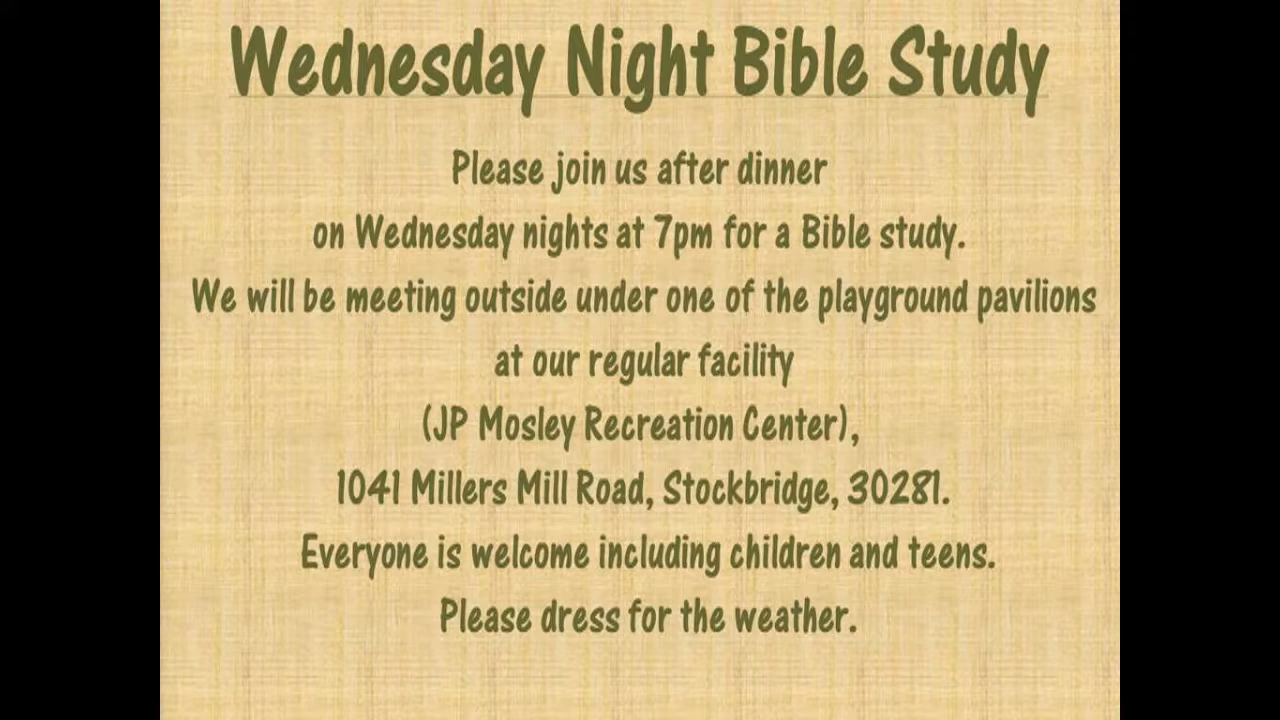 Wednesday Night Bible Study
Please join us after dinner
on Wednesday nights at 7pm for a Bible study.
We will be meeting outside under one of the playground pavilions
at our regular facility
(JP Mosley Recreation Center),
1041 Millers Mill Road, Stockbridge, 30281.
Everyone is welcome including children and teens.
Please dress for the weather.